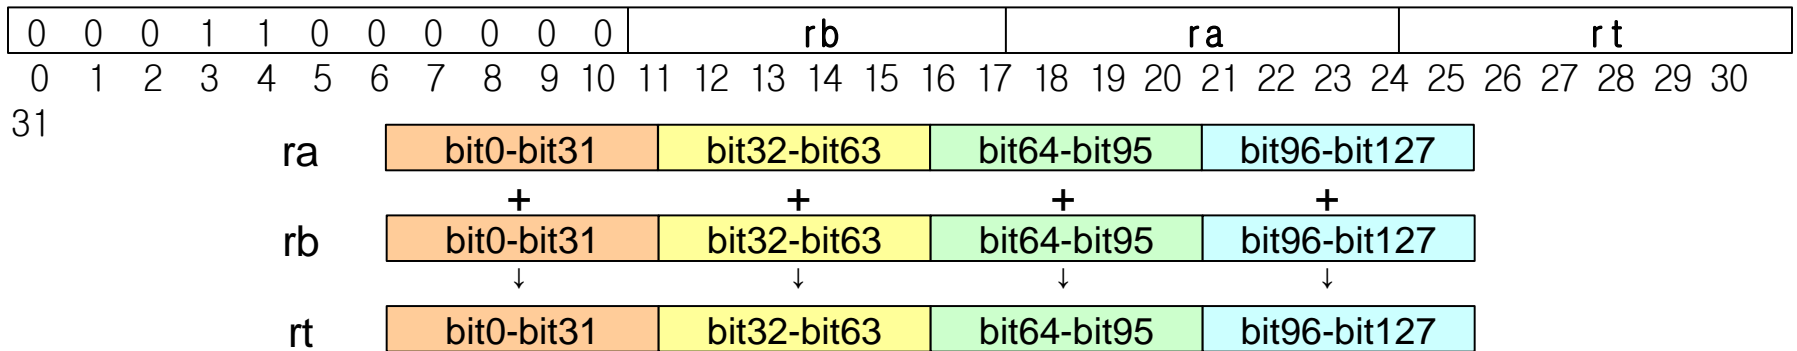 0 0 0 1 1 0 0 0 0 0 0 rb ra rt
0 1 2 3 4 5 6 7 8 9 10 11 12 13 14 15 16 17 18 19 20 21 22 23 24 25 26 27 28 29 30
31
ra bit0-bit31 bit32-bit63 bit64-bit95 bit96-bit127
+ + + +
rb bit0-bit31 bit32-bit63 bit64-bit95 bit96-bit127
↓ ↓ ↓ ↓
rt bit0-bit31 bit32-bit63 bit64-bit95 bit96-bit127